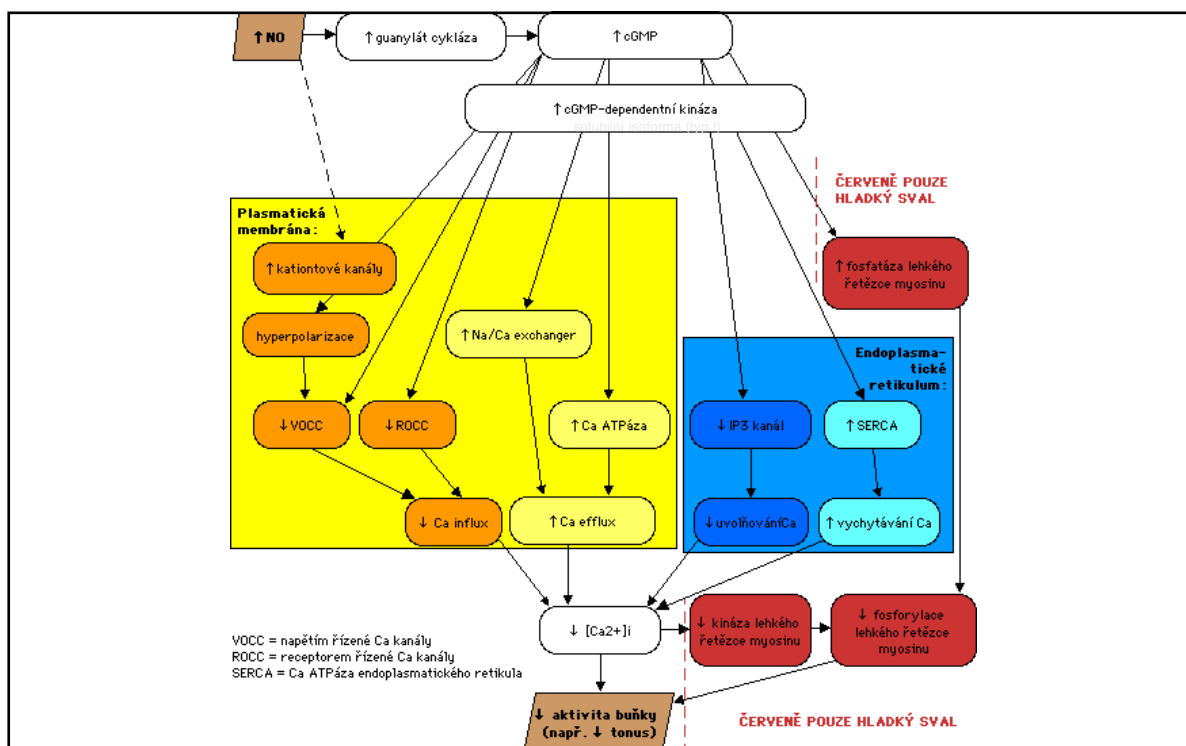 ↑ NO
↑ guanylát cykláza
↑ cGMP
↑ cGMP-dependentní kináza
solubilní isoforma (typ I)
ČERVENĚ POUZE
HLADKÝ SVAL
Plasmatická
membrána:
↑ kationtové kanály
↑ fosfatáza lehkého
řetězce myosinu
hyperpolarizace
↑ Na/Ca exchanger
Endoplasma-
tické
retikulum:
↓ VOCC
↓ ROCC
↑ Ca ATPáza
↓ IP3 kanál
↑ SERCA
↓ Ca influx
↑ Ca efflux
↓ uvolňováníCa
↑ vychytávání Ca
↓ [Ca2+]i
↓ kináza lehkého
řetězce myosinu
↓ fosforylace
lehkého řetězce
myosinu
VOCC = napětím řízené Ca kanály
ROCC = receptorem řízené Ca kanály
SERCA = Ca ATPáza endoplasmatického retikula
↓ aktivita buňky
(např. ↓ tonus)
ČERVENĚ POUZE HLADKÝ SVAL